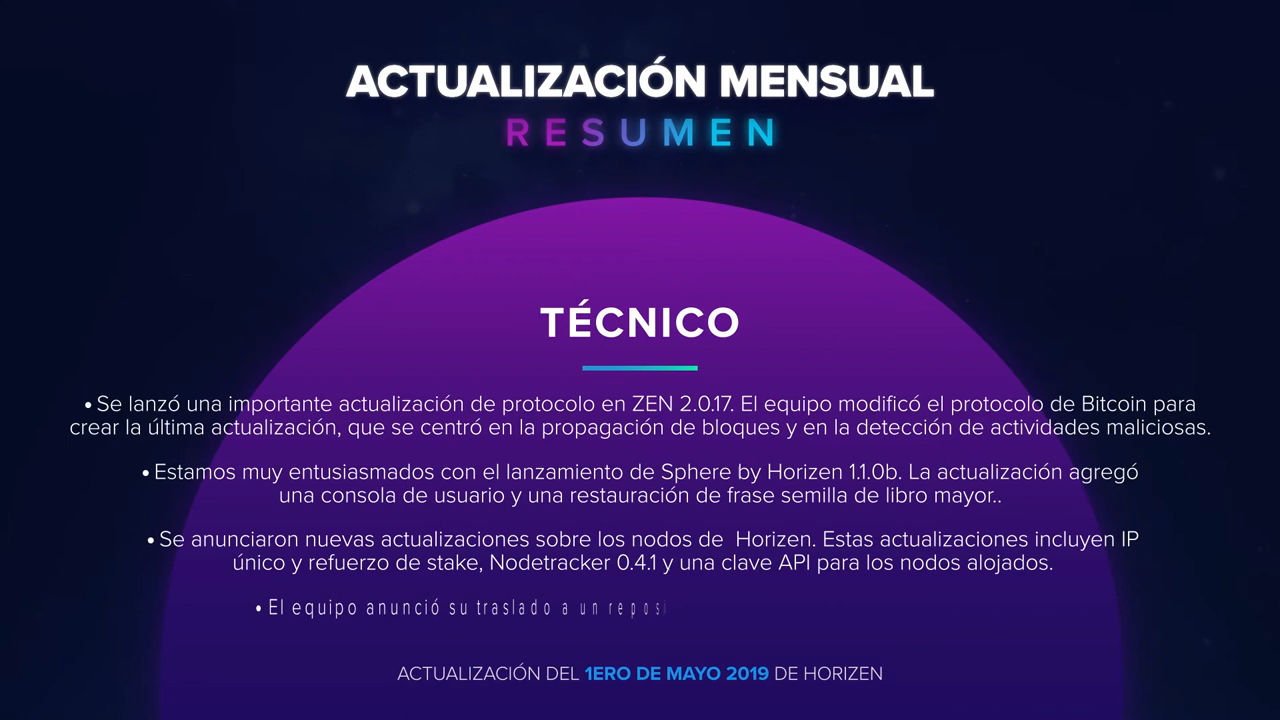 ACTUALIZACIÓN MENSUAL
RESUMEN
TÉCNICO
• Se lanzó una importante actualización de protocolo en ZEN 2.0.17. El equipo modificó el protocolo de Bitcoin para
crear la última actualización, que se centró en la propagación de bloques y en la detección de actividades maliciosas.
• Estamos muy entusiasmados con el lanzamiento de Sphere by Horizen 1.1.0b. La actualización agregó
una consola de usuario y una restauración de frase semilla de libro mayor..
• Se anunciaron nuevas actualizaciones sobre los nodos de  Horizen. Estas actualizaciones incluyen IP
único y refuerzo de stake, Nodetracker 0.4.1 y una clave API para los nodos alojados.
• El equipo anunció su traslado a un
ACTUALIZACIÓN DEL 1ERO DE MAYO 2019 DE HORIZEN